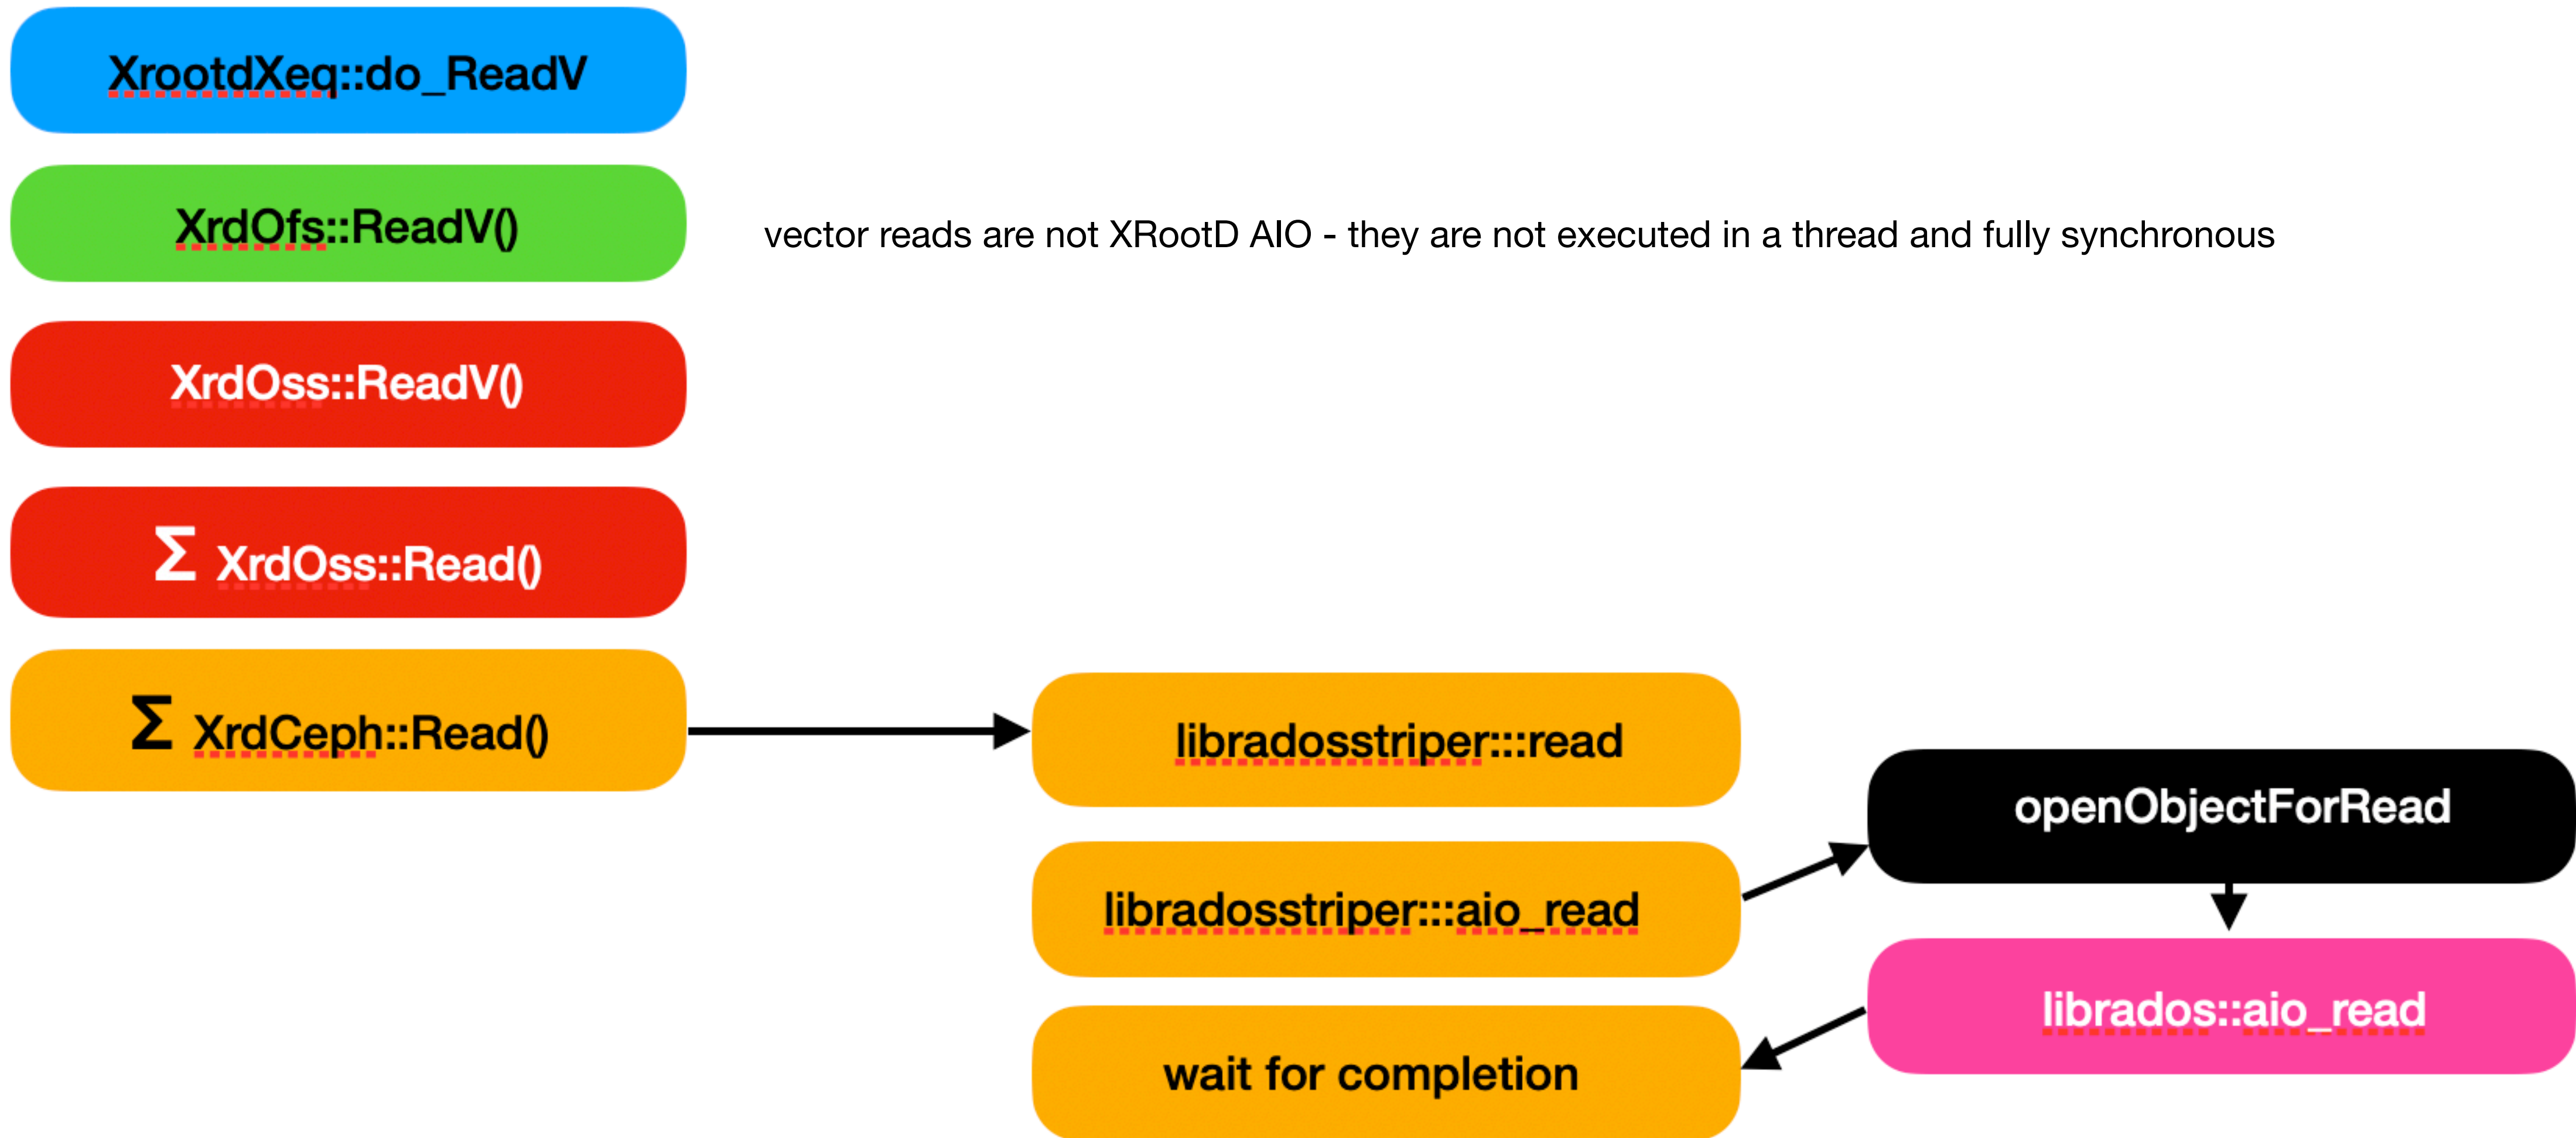 XrootdXeq::do_ReadV
XrdOfs::ReadV()
vector reads are not XRootD AIO - they are not executed in a thread and fully synchronous
XrdOss::ReadV()
Σ XrdOss::Read()
Σ XrdCeph::Read()
libradosstriper:::read
openObjectForRead
libradosstriper:::aio_read
librados::aio_read
wait for completion